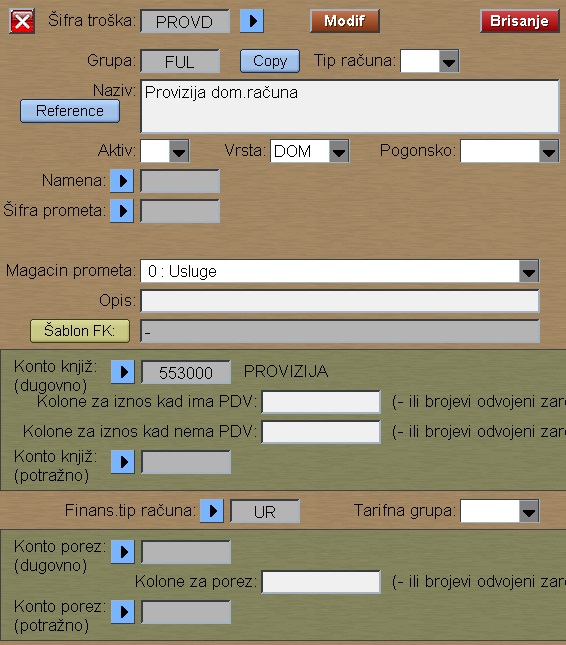 Šifra troška: PROVD Modif Brisanje
Grupa: FUL Copy Tip računa:
Naziv: Provizija dom.računa
Reference
Aktiv: Vrsta: DOM Pogonsko:
Namena:
Šifra prometa:
Magacin prometa: 0 : Usluge
Opis:
Šablon FK: -
Konto knjiž: 553000 PROVIZIJA
(dugovno)
Kolone za iznos kad ima PDV: (- ili brojevi odvojeni zare
Kolone za iznos kad nema PDV: (- ili brojevi odvojeni zare
Konto knjiž:
(potražno)
Finans.tip računa: UR Tarifna grupa:
Konto porez:
(dugovno)
Kolone za porez: (- ili brojevi odvojeni zare
Konto porez:
(potražno)